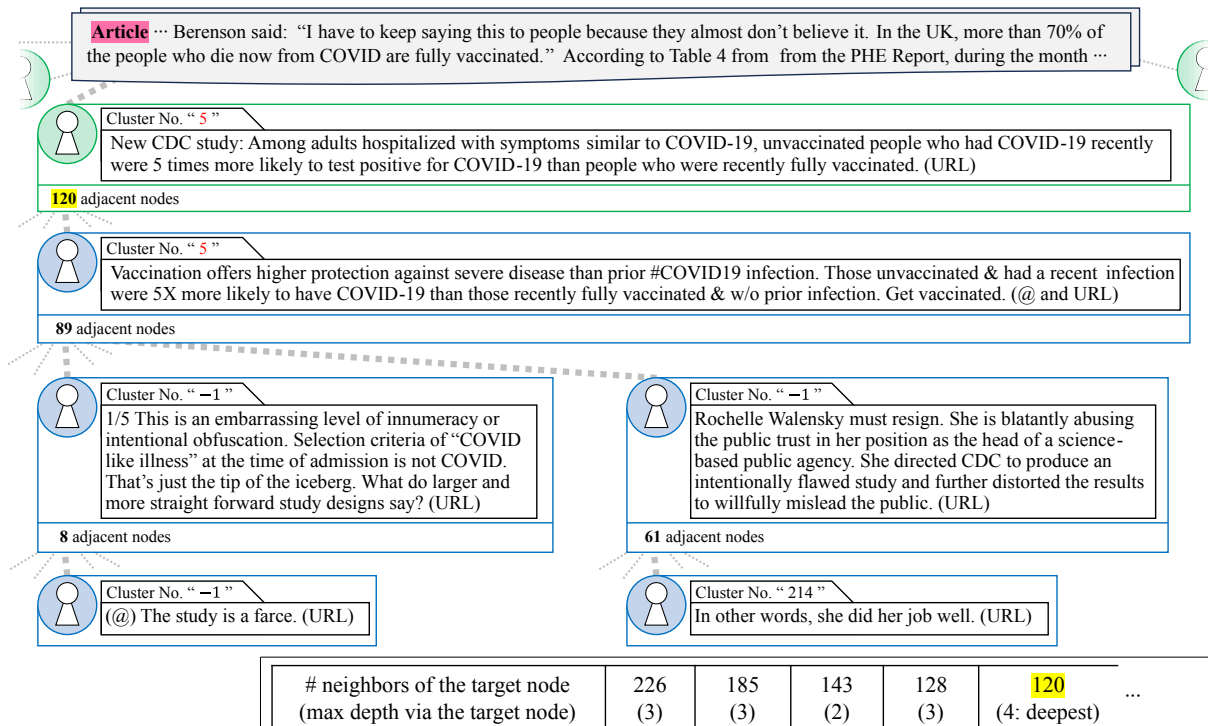 Article ··· Berenson said: “I have to keep saying this to people because they almost don’t believe it. In the UK, more than 70% of
the people who die now from COVID are fully vaccinated.” According to Table 4 from from the PHE Report, during the month ···
Cluster No. “ 5 ”
New CDC study: Among adults hospitalized with symptoms similar to COVID-19, unvaccinated people who had COVID-19 recently
were 5 times more likely to test positive for COVID-19 than people who were recently fully vaccinated. (URL)
120 adjacent nodes
Cluster No. “ 5 ”
Vaccination offers higher protection against severe disease than prior #COVID19 infection. Those unvaccinated & had a recent infection
were 5X more likely to have COVID-19 than those recently fully vaccinated & w/o prior infection. Get vaccinated. (@ and URL)
89 adjacent nodes
Cluster No. “ −1 ”
1/5 This is an embarrassing level of innumeracy or
intentional obfuscation. Selection criteria of “COVID
like illness” at the time of admission is not COVID.
That’s just the tip of the iceberg. What do larger and
more straight forward study designs say? (URL)
8 adjacent nodes
Cluster No. “ −1 ”
Rochelle Walensky must resign. She is blatantly abusing
the public trust in her position as the head of a science-
based public agency. She directed CDC to produce an
intentionally flawed study and further distorted the results
to willfully mislead the public. (URL)
61 adjacent nodes
Cluster No. “ −1 ”
(@) The study is a farce. (URL)
Cluster No. “ 214 ”
In other words, she did her job well. (URL)
# neighbors of the target node 226 185 143 128 120 ...
(max depth via the target node) (3) (3) (2) (3) (4: deepest)